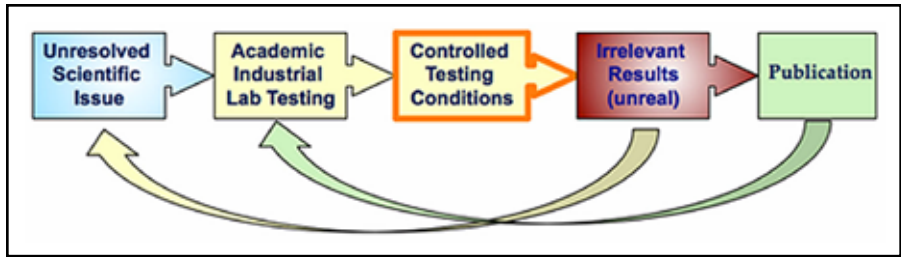 Unresolved
Scientific
Issue
Academic
Industrial
Lab Testing
Controlled
Testing
Conditions
Irrelevant
Results
(unreal)
Publication